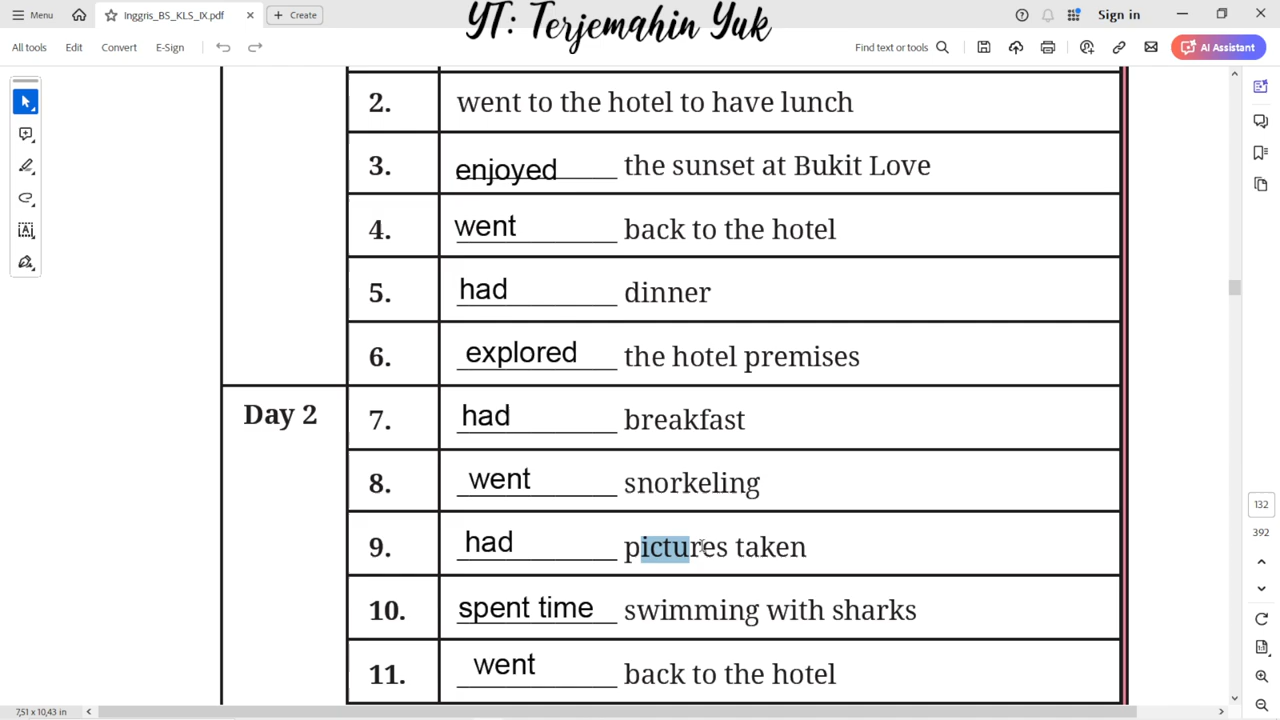 Menu
Inggris_BS_KLS_IX.pdf
Create
YT: Terjemahin Yuk
Sign in
All tools
Edit
Convert
E-Sign
Find text or tools
AI Assistant
2. went to the hotel to have lunch
3. enjoyed the sunset at Bukit Love
4. went back to the hotel
5. had dinner
6. explored the hotel premises
Day 2
7. had breakfast
8. went snorkeling
9. had pictures taken
10. spent time swimming with sharks
11. went back to the hotel
132
392
7,51 x 10,43 in